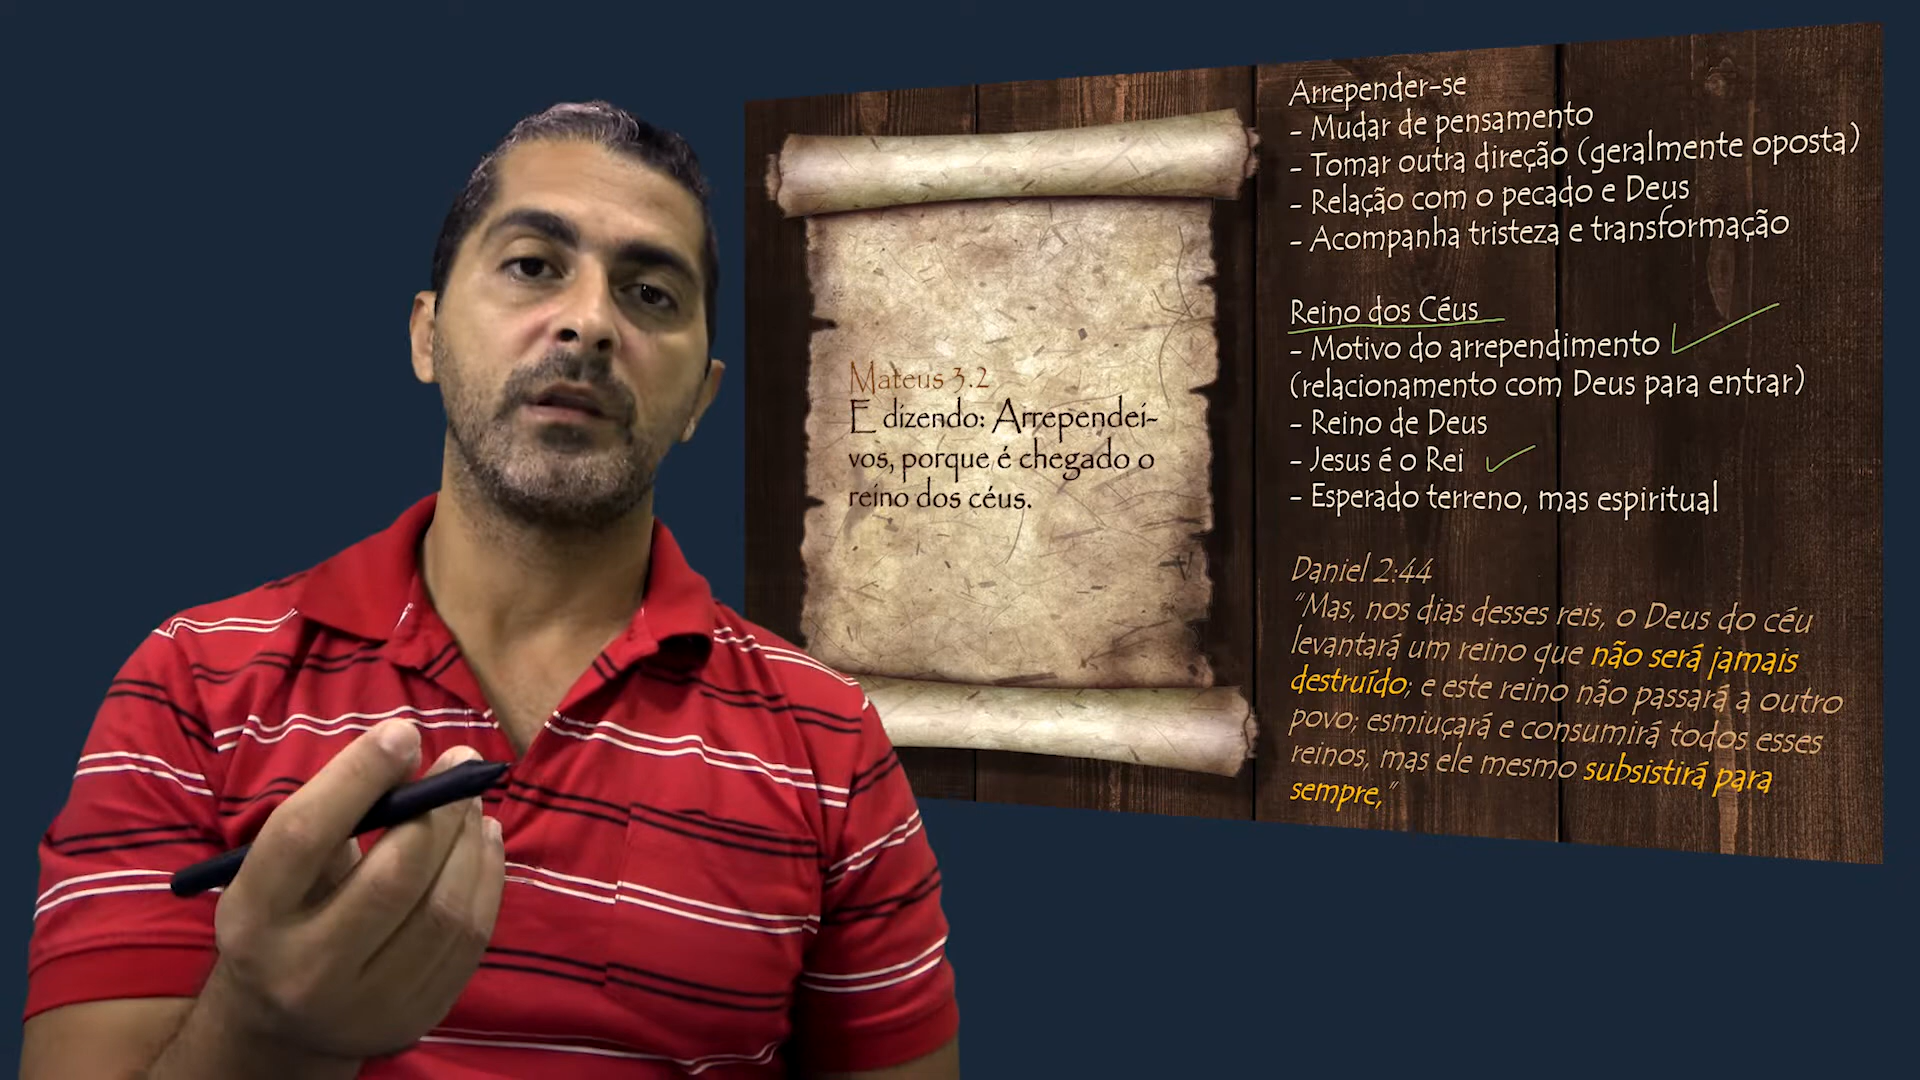 Mateus 3.2
E dizendo: Arrependei-
vos, porque é chegado o
reino dos céus.
Arrepender-se
- Mudar de pensamento
- Tomar outra direção (geralmente oposta)
- Relação com o pecado e Deus
- Acompanha tristeza e transformação
Reino dos Céus
- Motivo do arrependimento
(relacionamento com Deus para entrar)
- Reino de Deus
- Jesus é o Rei
- Esperado terreno, mas espiritual
Daniel 2:44
“Mas, nos dias desses reis, o Deus do céu
levantará um reino que não será jamais
destruído; e este reino não passará a outro
povo; esmiuçará e consumirá todos esses
reinos, mas ele mesmo subsistirá para
sempre,”